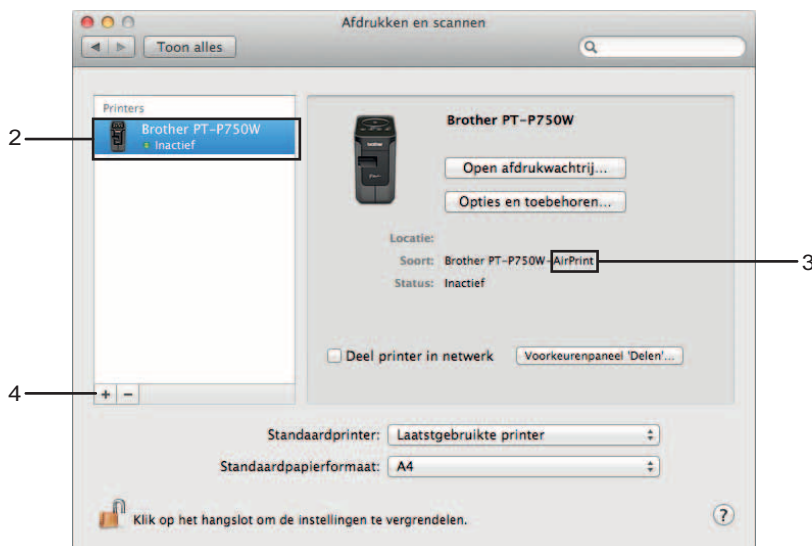 Afdrukken en scannen
Toon alles
Printers
Brother PT-P750W
Inactief
2
Brother PT-P750W
Open afdrukwachtrij...
Opties en toebehoren...
Locatie:
Soort: Brother PT-P750W-AirPrint
3
Status: Inactief
Deel printer in netwerk
Voorkeurenpaneel 'Delen'...
4
+ −
Standaardprinter: Laatstgebruikte printer
Standaardpapierformaat: A4
Klik op het hangslot om de instellingen te vergrendelen.
?